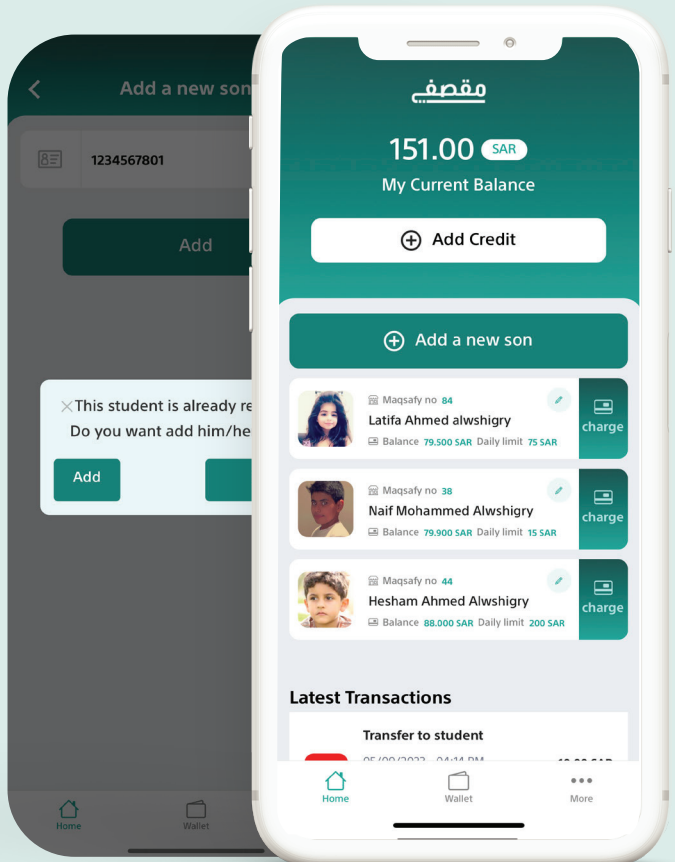 Add a new son
1234567801
Add
This student is already
Do you want add him/
Add
Home
Wallet
مقصفي
151.00 SAR
My Current Balance
Add Credit
Add a new son
Maqsafy no 84
Latifa Ahmed alwshigry
Balance 79.500 SAR Daily limit 75 SAR
charge
Maqsafy no 38
Naif Mohammed Alwshigry
Balance 79.900 SAR Daily limit 15 SAR
charge
Maqsafy no 44
Hesham Ahmed Alwshigry
Balance 88.000 SAR Daily limit 200 SAR
charge
Latest Transactions
Transfer to student
Home
Wallet
More